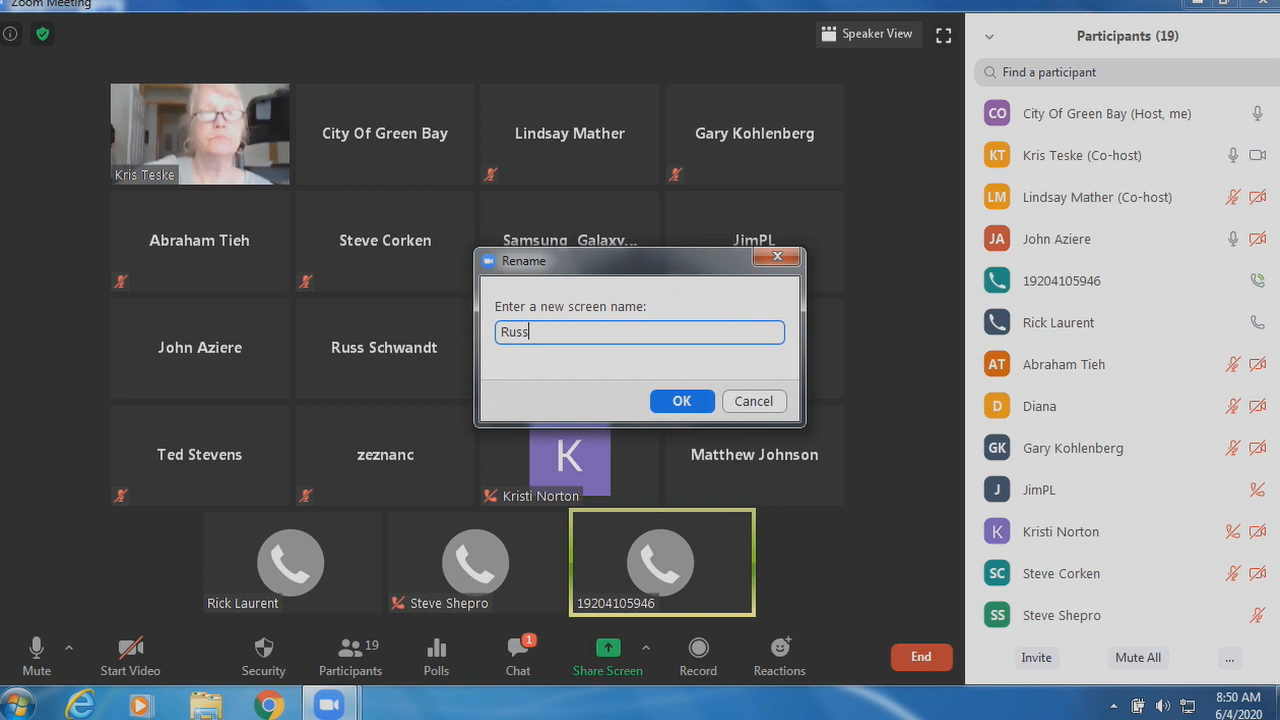 Zoom Meeting
Speaker View
Participants (19)
Find a participant
Kris Teske
City Of Green Bay
Lindsay Mather
Gary Kohlenberg
Abraham Tieh
Steve Corken
Samsung_Galaxy...
JimPL
John Aziere
Russ Schwandt
Ted Stevens
zeznanc
K
Kristi Norton
Matthew Johnson
Rick Laurent
Steve Shepro
19204105946
Rename
Enter a new screen name:
Russ
OK
Cancel
CO City Of Green Bay (Host, me)
KT Kris Teske (Co-host)
LM Lindsay Mather (Co-host)
JA John Aziere
19204105946
Rick Laurent
AT Abraham Tieh
D Diana
GK Gary Kohlenberg
J JimPL
K Kristi Norton
SC Steve Corken
SS Steve Shepro
Invite
Mute All
...
Mute
Start Video
Security
19
Participants
Polls
1
Chat
Share Screen
Record
Reactions
End
8:50 AM
6/4/2020